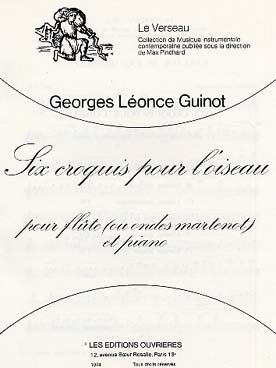 Le Verseau
Collection de Musique instrumentale
contemporaine publiée sous la direction
de Max Pinchard
Georges Léonce Guinot
Six croquis pour l'oiseau
pour flûte (ou ondes martenot)
et piano
LES EDITIONS OUVRIERES
12, avenue Sœur Rosalie, Paris 13e
Tous droits réservés